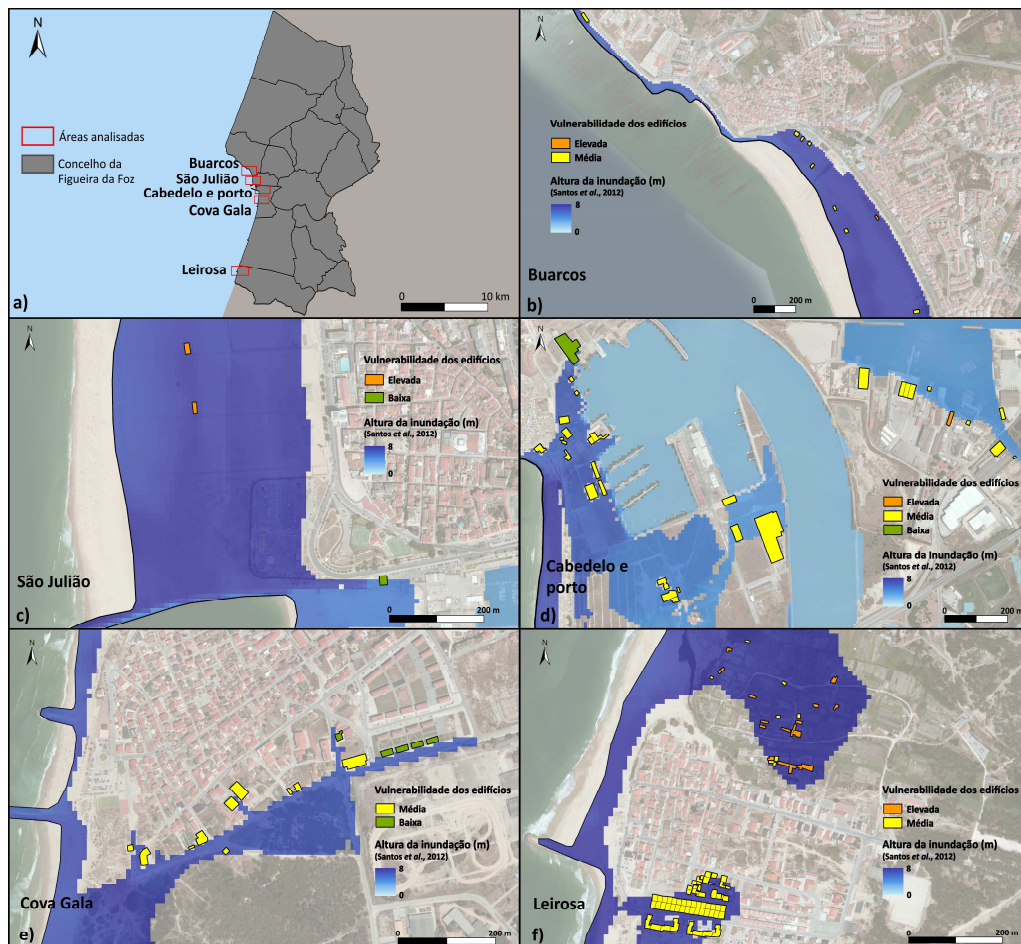 N
Áreas analisadas
Concelho da
Figueira da Foz
Buarcos
São Julião
Cabedelo e porto
Cova Gala
Leirosa
0 10 km
a)
N
Vulnerabilidade dos edifícios
Elevada
Média
Altura da inundação (m)
(Santos et al., 2012)
8
0
Buarcos
0 200 m
b)
N
Vulnerabilidade dos edifícios
Elevada
Baixa
Altura da inundação (m)
(Santos et al., 2012)
8
0
São Julião
0 200 m
c)
N
Vulnerabilidade dos edifícios
Elevada
Média
Baixa
Altura da Inundação (m)
(Santos et al., 2012)
8
0
Cabedelo e
porto
0 200 m
d)
N
Vulnerabilidade dos edifícios
Média
Baixa
Altura da inundação (m)
(Santos et al., 2012)
8
0
Cova Gala
0 200 m
e)
N
Vulnerabilidade dos edifícios
Elevada
Média
Altura da inundação (m)
(Santos et al., 2012)
8
0
Leirosa
0 200 m
f)